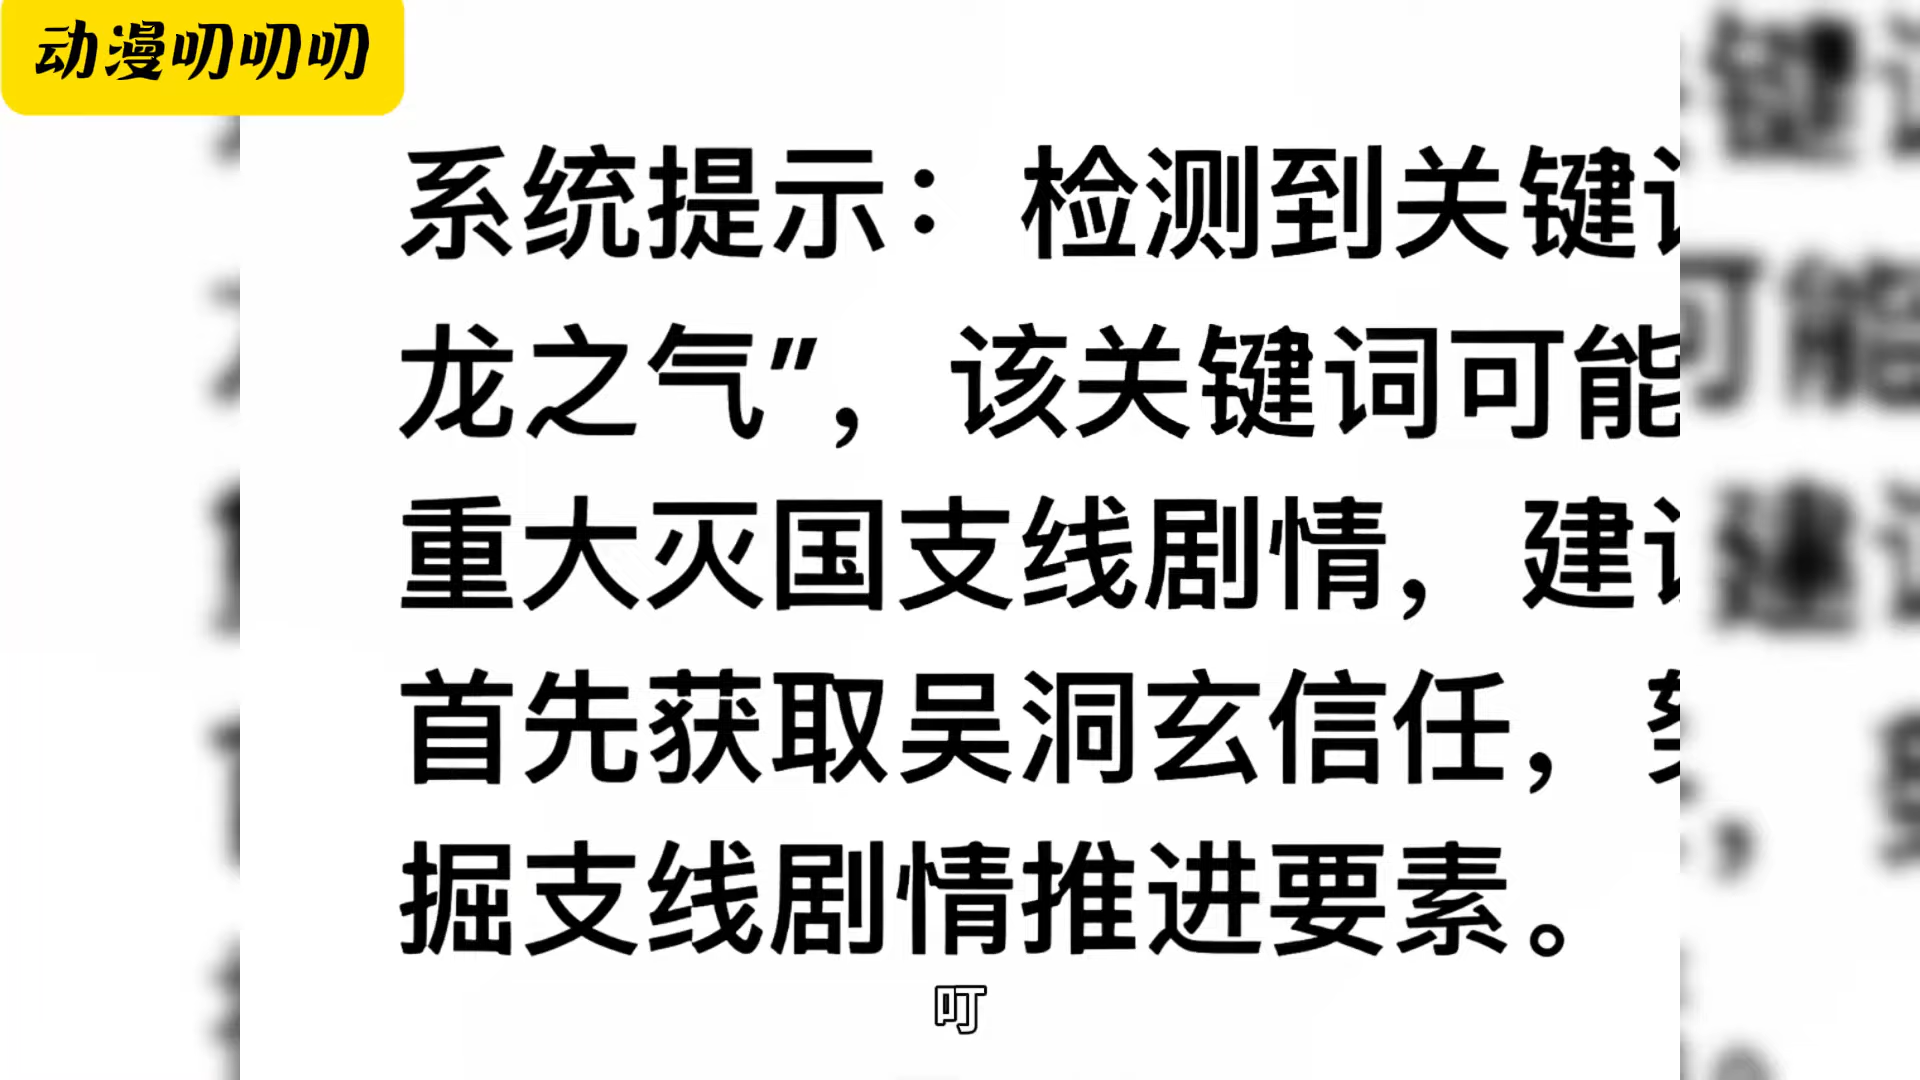 动漫叨叨叨
系统提示：检测到关键
龙之气”，该关键词可能
重大灭国支线剧情，建
首先获取吴洞玄信任，
掘支线剧情推进要素。
叮